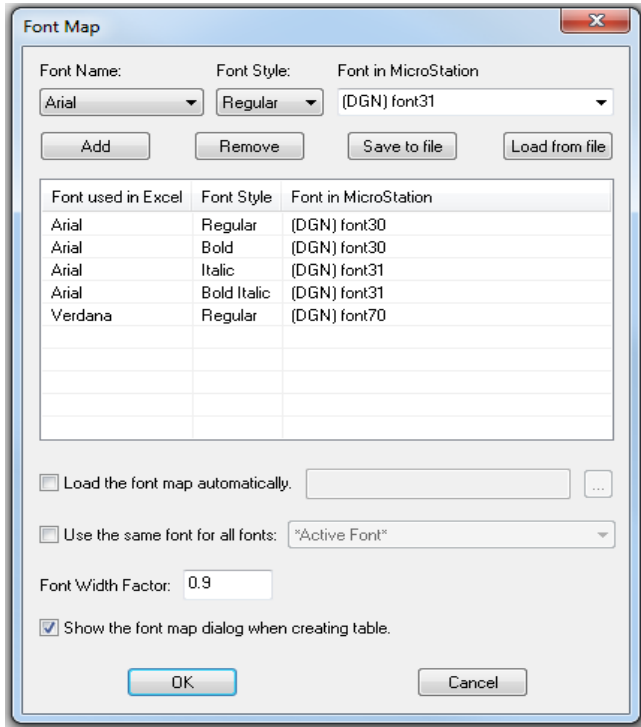 Font Map
Font Name: Font Style: Font in MicroStation
Arial Regular (DGN) font31
Add Remove Save to file Load from file
Font used in Excel Font Style Font in MicroStation
Arial Regular (DGN) font30
Arial Bold (DGN) font30
Arial Italic (DGN) font31
Arial Bold Italic (DGN) font31
Verdana Regular (DGN) font70
Load the font map automatically. ...
Use the same font for all fonts: *Active Font*
Font Width Factor: 0.9
Show the font map dialog when creating table.
OK Cancel